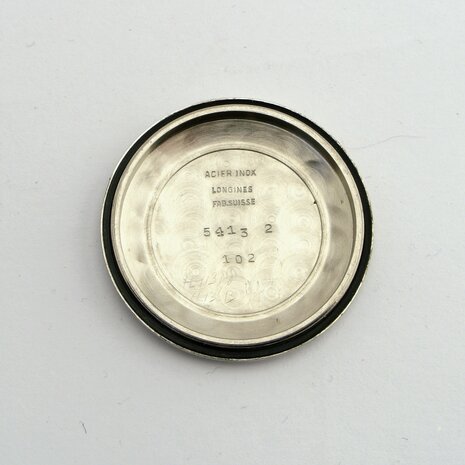 ACIER INOX
LONGINES
FAB.SUISSE
5413 2
102